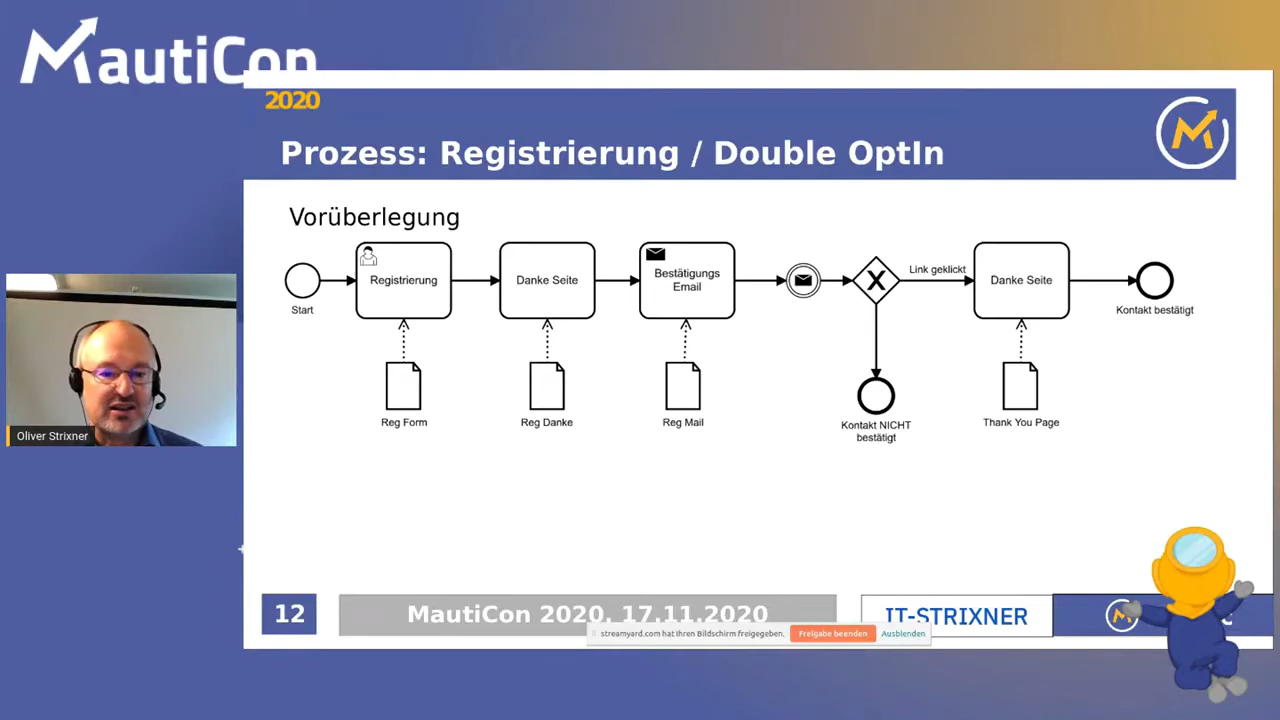 MautiCon
2020
Prozess: Registrierung / Double OptIn
Vorüberlegung
Registrierung
Danke Seite
Bestätigungs
Email
Link geklickt
Danke Seite
Start
Kontakt bestätigt
Reg Form
Reg Danke
Reg Mail
Kontakt NICHT
bestätigt
Thank You Page
Oliver Strixner
12
MautiCon 2020, 17.11.2020
IT-STRIXNER
streamyard.com hat Ihren Bildschirm freigegeben.
Freigabe beenden
Ausblenden